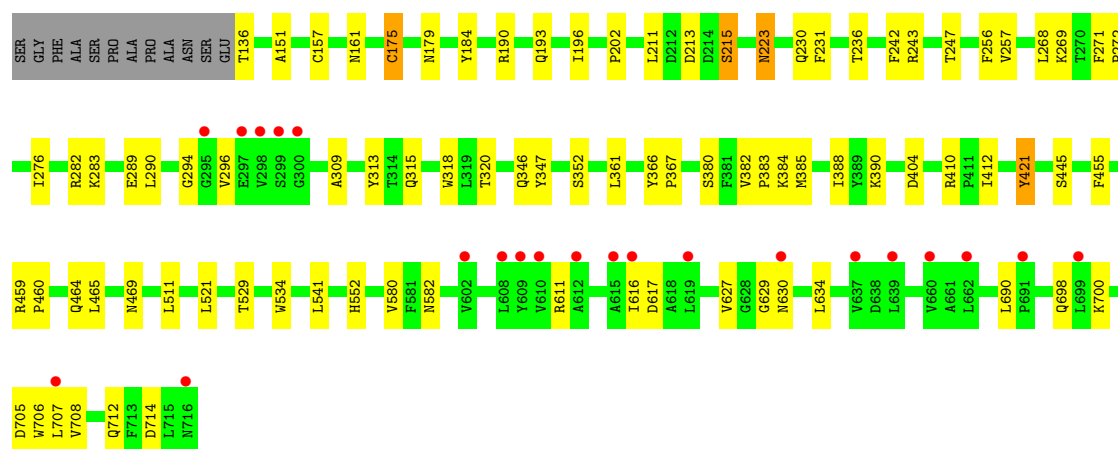 SER GLY PHE ALA SER PRO ALA PRO ALA ASN SER GLU T136 A151 C157 N161 C175 N179 Y184 R190 Q193 I196 P202 L211 D212 D213 D214 S215 N223 Q230 F231 T236 F242 R243 T247 F256 V257 L268 K269 T270 F271
I276 R282 K283 E289 L290 G294 G295 V296 E297 V298 S299 G300 A309 Y313 T314 Q315 W318 L319 T320 Q346 Y347 S352 L361 Y366 P367 S380 F381 V382 P383 K384 M385 I388 Y389 K390 D404 R410 P411 I412 Y421 S445 F455
R459 P460 Q464 L465 N469 L511 L521 T529 W534 L541 H552 V580 F581 N582 V602 L608 Y609 V610 R611 A612 A615 I616 D617 A618 L619 V627 G628 G629 N630 L634 V637 D638 L639 V660 A661 L662 L690 P691 Q698 L699 K700
D705 W706 L707 V708 Q712 F713 D714 L715 N716